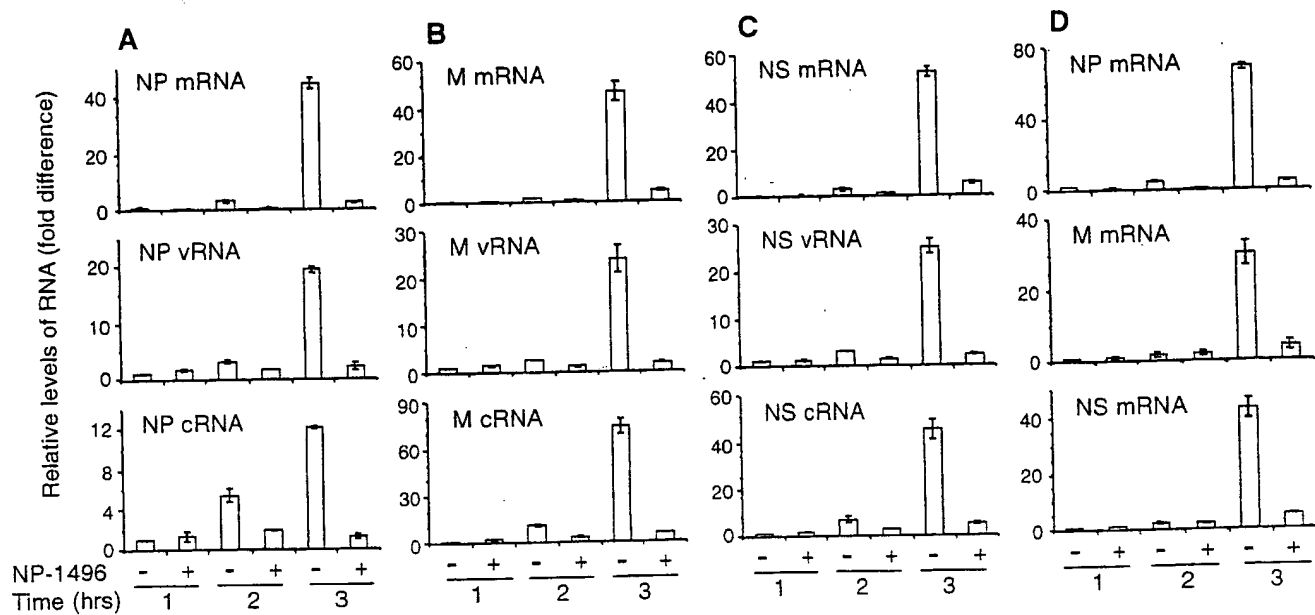 A
B
C
D
Relative levels of RNA (fold difference)
NP mRNA
40
20
0
M mRNA
60
40
20
0
NS mRNA
60
40
20
0
NP mRNA
80
40
0
NP vRNA
20
10
0
M vRNA
30
20
10
0
NS vRNA
30
20
10
0
M mRNA
40
20
0
NP cRNA
12
8
4
0
M cRNA
90
60
30
0
NS cRNA
60
40
20
0
NS mRNA
40
20
0
NP-1496 - + - + - + - + - + - + - + - + - + - + - + - +
Time (hrs) 1 2 3 1 2 3 1 2 3 1 2 3